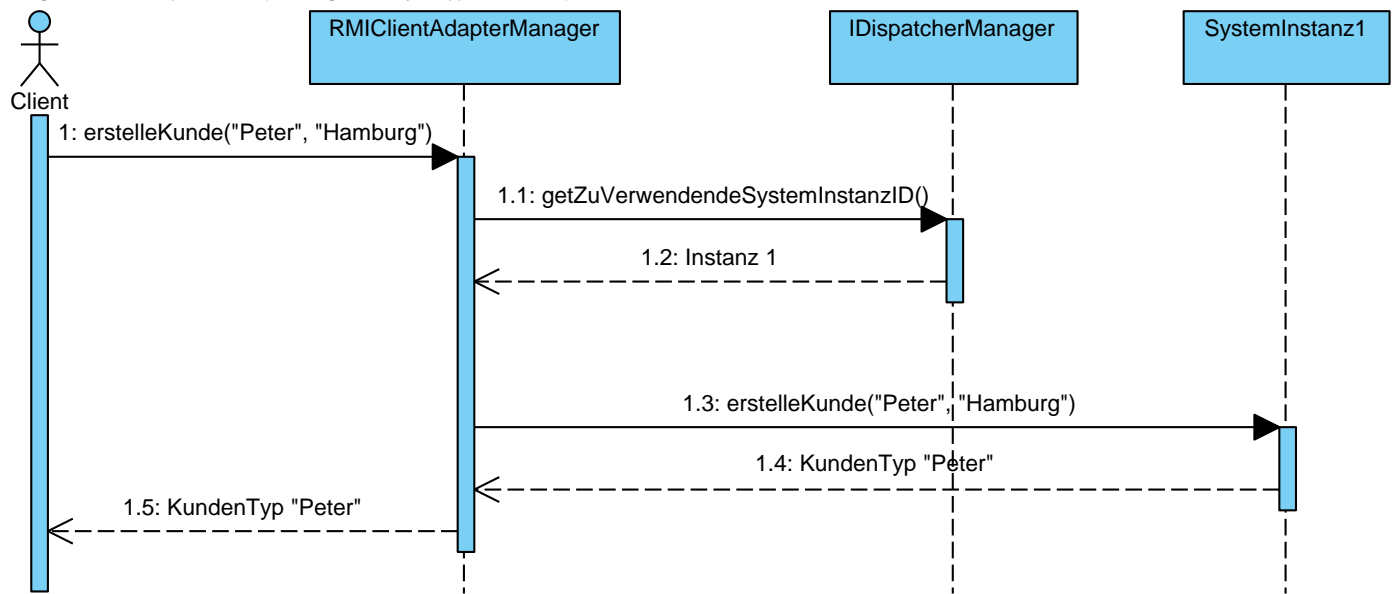 RMIClientAdapterManager
IDispatcherManager
SystemInstanz1
Client
1: erstelleKunde("Peter", "Hamburg")
1.1: getZuVerwendendeSystemInstanzID()
1.2: Instanz 1
1.3: erstelleKunde("Peter", "Hamburg")
1.4: KundenTyp "Peter"
1.5: KundenTyp "Peter"